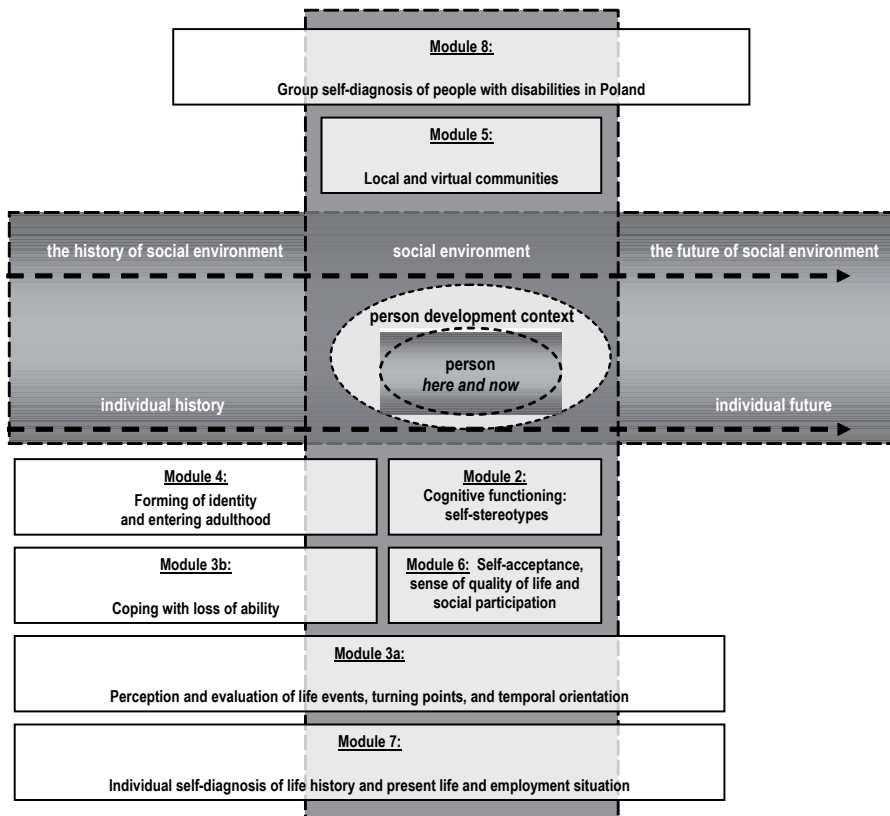 Module 8:
Group self-diagnosis of people with disabilities in Poland
Module 5:
Local and virtual communities
the history of social environment
social environment
the future of social environment
person development context
person
here and now
individual history
individual future
Module 4:
Forming of identity
and entering adulthood
Module 2:
Cognitive functioning:
self-stereotypes
Module 3b:
Coping with loss of ability
Module 6: Self-acceptance,
sense of quality of life and
social participation
Module 3a:
Perception and evaluation of life events, turning points, and temporal orientation
Module 7:
Individual self-diagnosis of life history and present life and employment situation